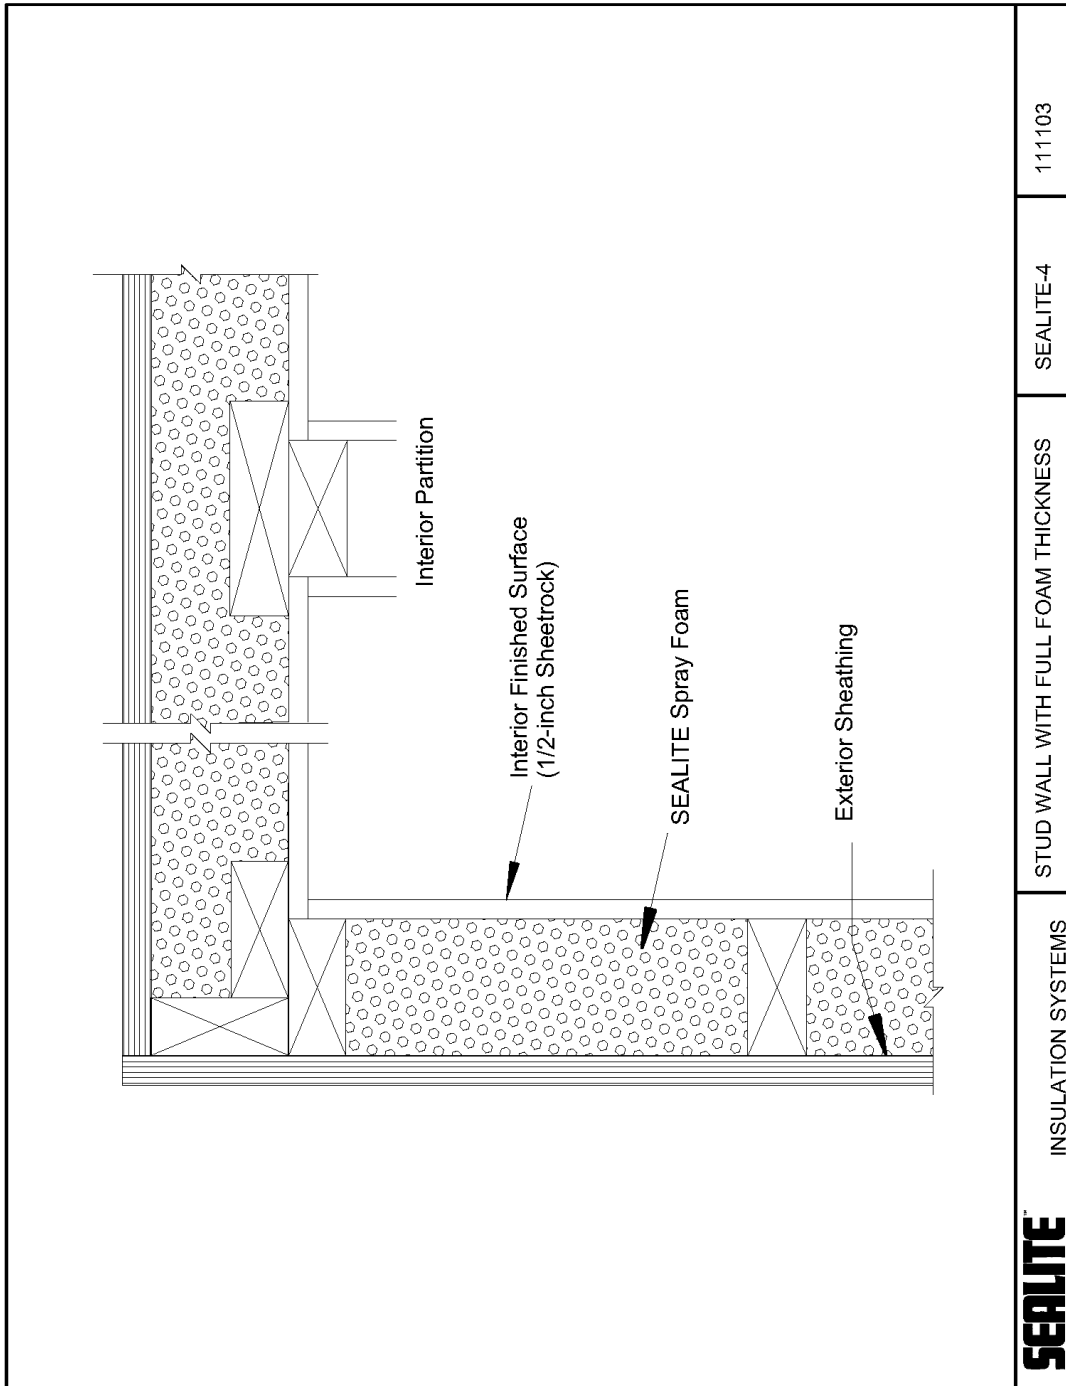 Interior Partition
Interior Finished Surface
(1/2-inch Sheetrock)
SEALITE Spray Foam
Exterior Sheathing
SEALITE™
INSULATION SYSTEMS
STUD WALL WITH FULL FOAM THICKNESS
SEALITE-4
111103